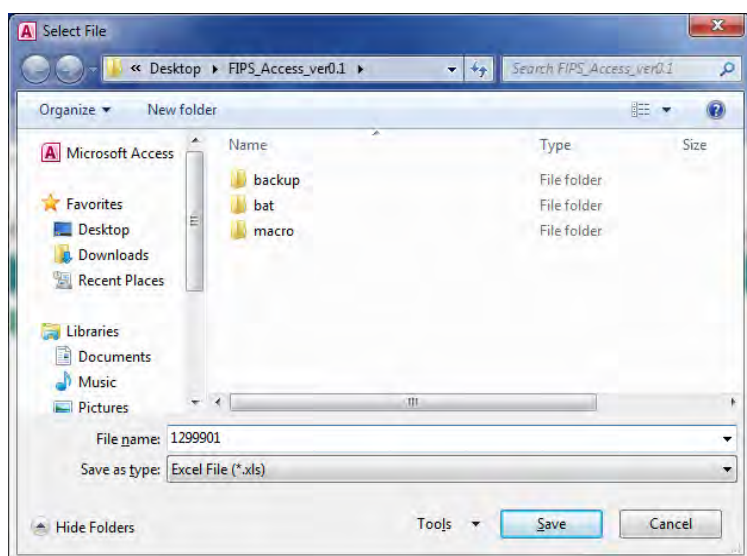 Select File
« Desktop ▸ FIPS_Access_ver0.1 ▸
Search FIPS_Access_ver0.1
Organize ▾ New folder
Microsoft Access
Favorites
Desktop
Downloads
Recent Places
Libraries
Documents
Music
Pictures
Name Type Size
backup File folder
bat File folder
macro File folder
File name: 1299901
Save as type: Excel File (*.xls)
Hide Folders Tools ▾ Save Cancel